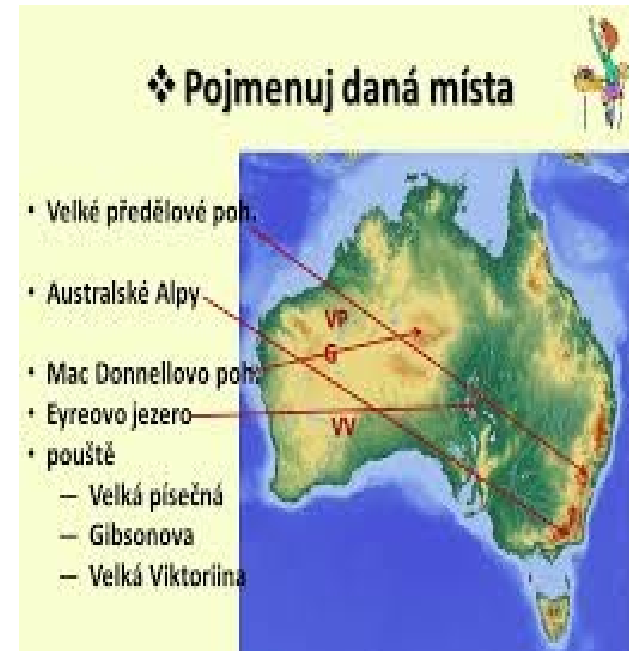 ❖ Pojmenuj daná místa
• Velké předělové poh.
• Australské Alpy
• Mac Donnellovo poh.
• Eyreovo jezero
• pouště
– Velká písečná
– Gibsonova
– Velká Viktoriina
VP
G
VV